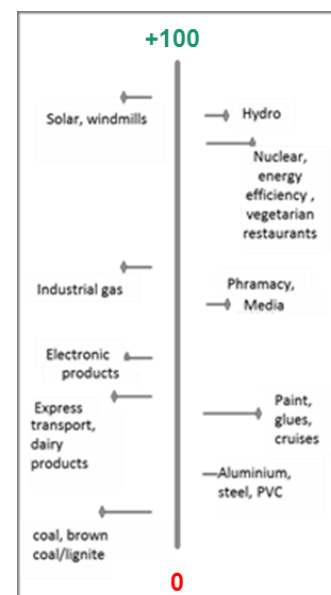 +100
Solar, windmills
Hydro
Nuclear,
energy
efficiency ,
vegetarian
restaurants
Industrial gas
Phramacy,
Media
Electronic
products
Express
transport,
dairy
products
Paint,
glues,
cruises
Aluminium,
steel, PVC
coal, brown
coal/lignite
0